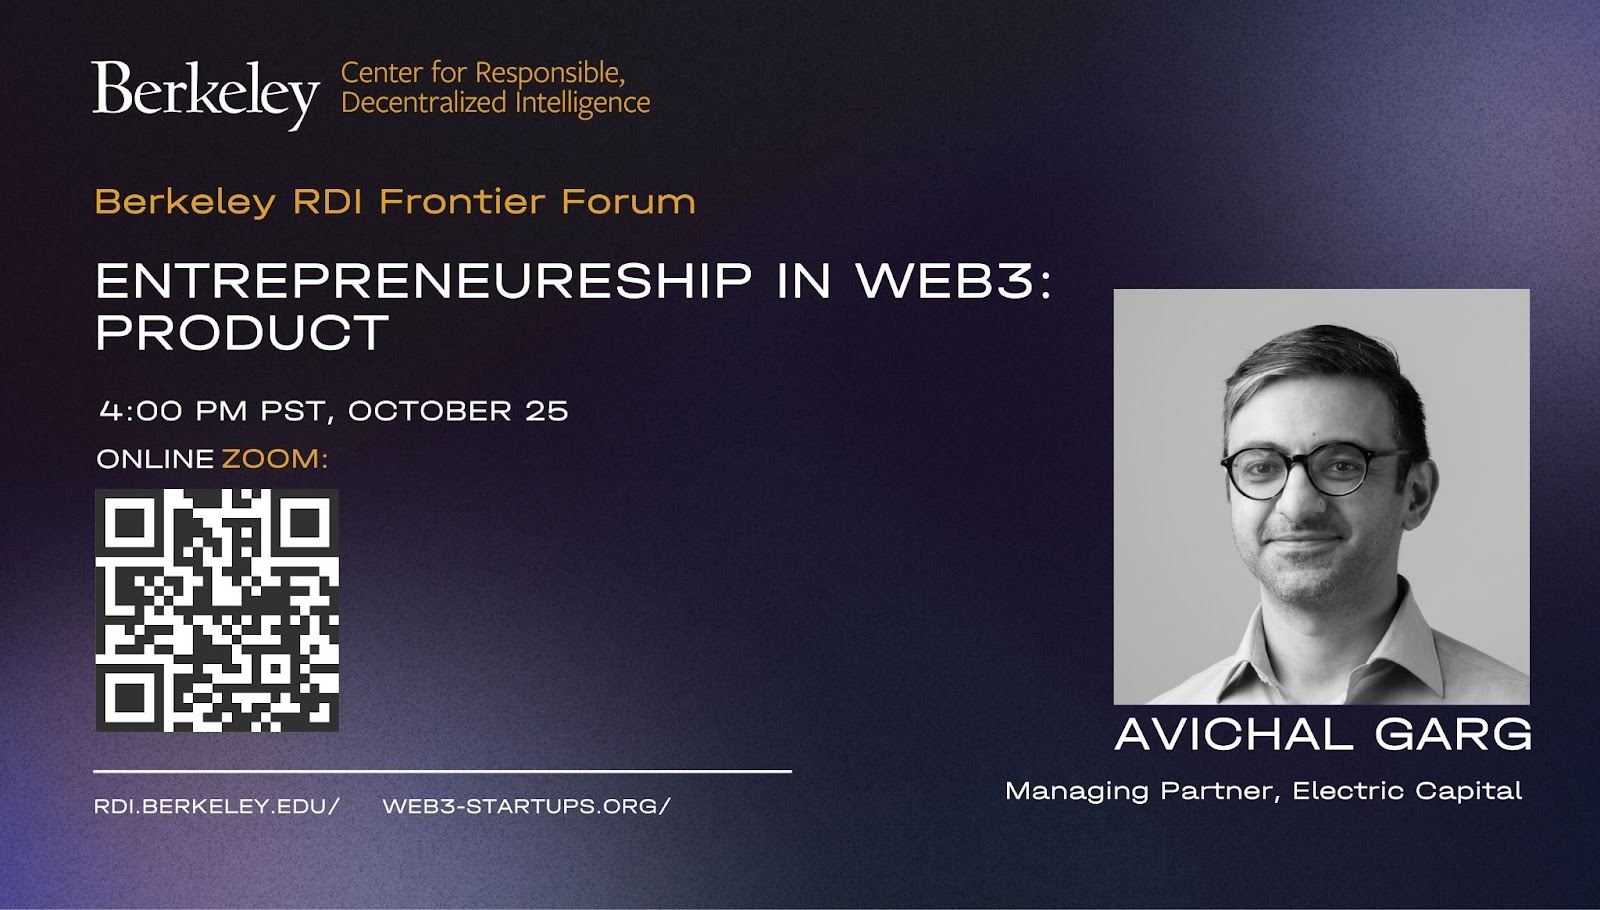 Berkeley
Center for Responsible,
Decentralized Intelligence
Berkeley RDI Frontier Forum
ENTREPRENEURESHIP IN WEB3:
PRODUCT
4:00 PM PST, OCTOBER 25
ONLINE ZOOM:
AVICHAL GARG
Managing Partner, Electric Capital
RDI.BERKELEY.EDU/ WEB3-STARTUPS.ORG/